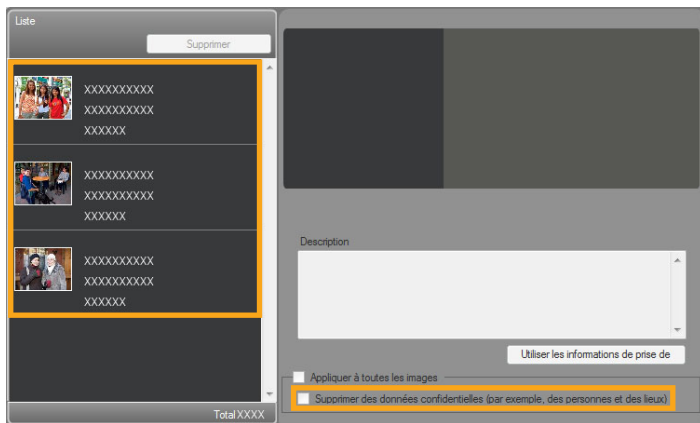 Liste
Supprimer
XXXXXXXXXX
XXXXXXXXXX
XXXXXX
XXXXXXXXXX
XXXXXXXXXX
XXXXXX
XXXXXXXXXX
XXXXXXXXXX
XXXXXX
Total XXXX
Description
Utiliser les informations de prise de
Appliquer à toutes les images
Supprimer des données confidentielles (par exemple, des personnes et des lieux)